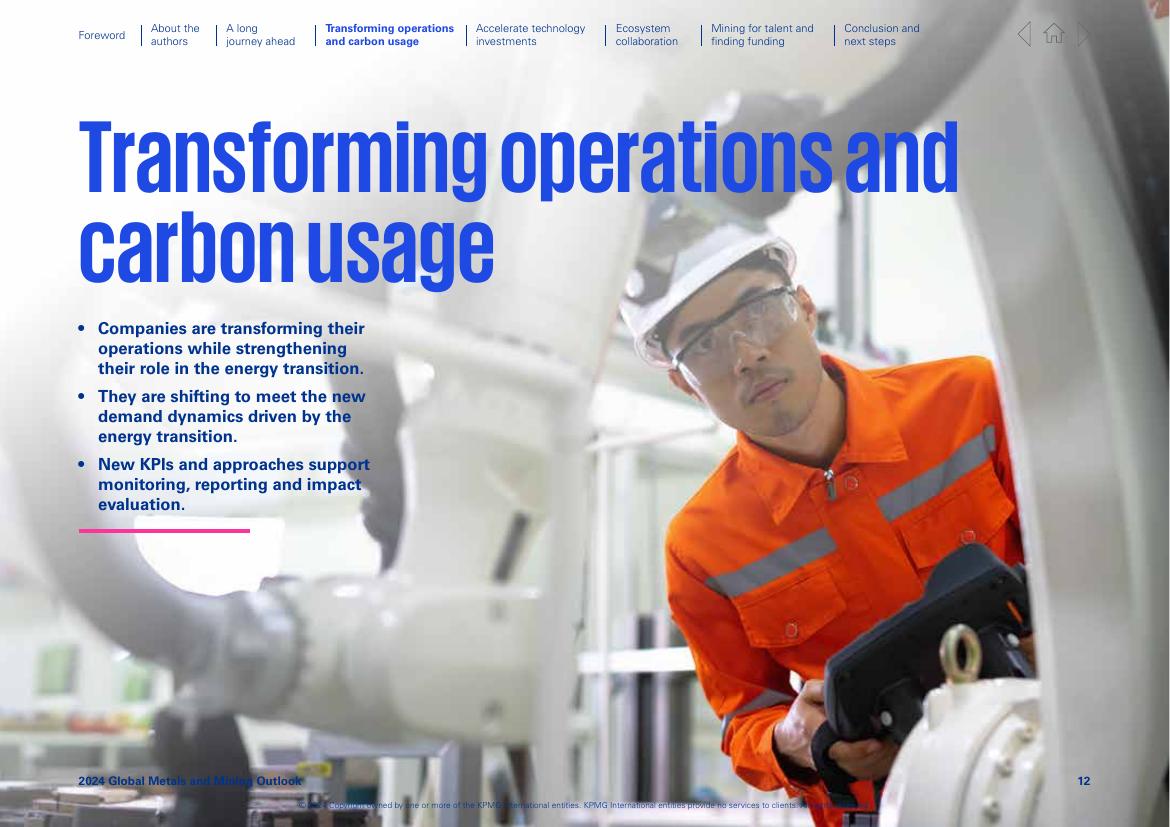 Foreword
About the
authors
A long
journey ahead
Transforming operations
and carbon usage
Accelerate technology
investments
Ecosystem
collaboration
Mining for talent and
finding funding
Conclusion and
next steps
Transforming operations and
carbon usage
• Companies are transforming their
operations while strengthening
their role in the energy transition.
• They are shifting to meet the new
demand dynamics driven by the
energy transition.
• New KPIs and approaches support
monitoring, reporting and impact
evaluation.
2024 Global Metals and Mining Outlook
12
Copyright owned by one or more of the KPMG International entities. KPMG International entities provide no services to clients.